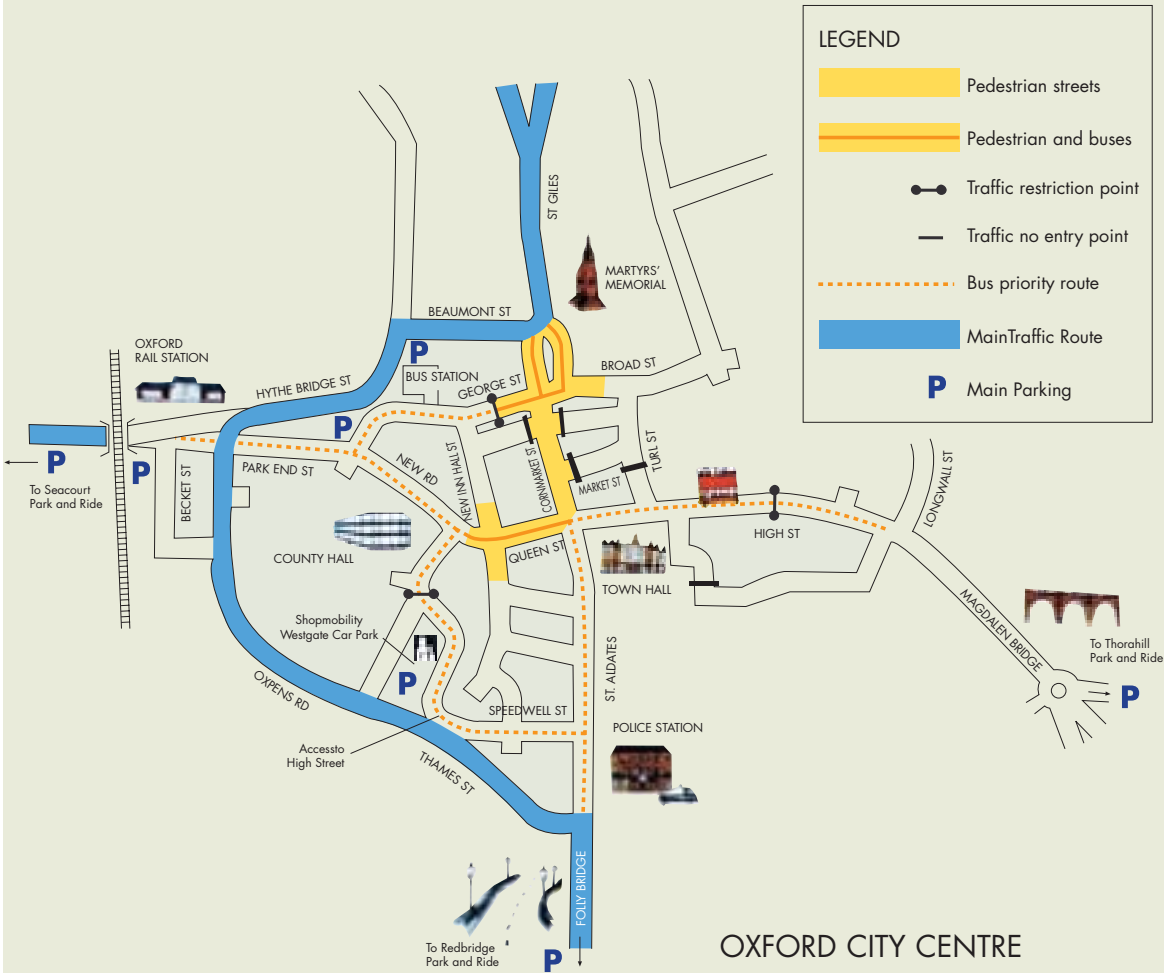 LEGEND
Pedestrian streets
Pedestrian and buses
Traffic restriction point
Traffic no entry point
Bus priority route
MainTraffic Route
P Main Parking
ST GILES
MARTYRS'
MEMORIAL
BEAUMONT ST
OXFORD
RAIL STATION
P
BUS STATION
BROAD ST
HYTHE BRIDGE ST
GEORGE ST
P
P
P
To Seacourt
Park and Ride
PARK END ST
BECKET ST
NEW RD
NEW INN HALL ST
CORNMARKET ST
MARKET ST
TURL ST
LONGWALL ST
HIGH ST
COUNTY HALL
QUEEN ST
TOWN HALL
MAGDALEN BRIDGE
To Thorahill
Park and Ride
P
Shopmobility
Westgate Car Park
P
ST. ALDATES
OXPENS RD
SPEEDWELL ST
POLICE STATION
Accessto
High Street
THAMES ST
FOLLY BRIDGE
To Redbridge
Park and Ride
P
OXFORD CITY CENTRE